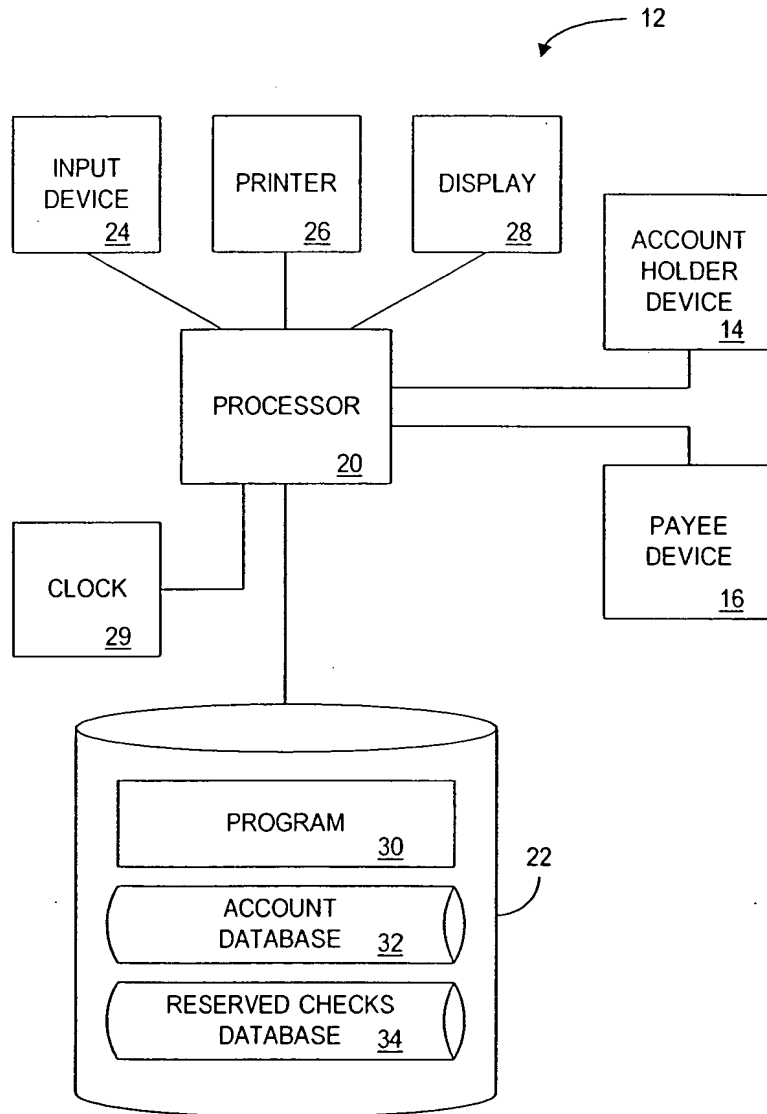 12
INPUT
DEVICE
24
PRINTER
26
DISPLAY
28
ACCOUNT
HOLDER
DEVICE
14
PROCESSOR
20
PAYEE
DEVICE
16
CLOCK
29
PROGRAM
30
22
ACCOUNT
DATABASE
32
RESERVED CHECKS
DATABASE
34